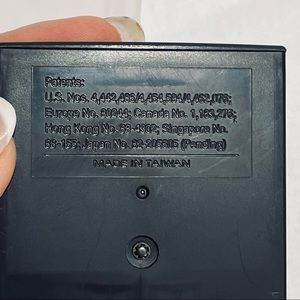 Patents:
U.S. Nos. 4,442,486/4,454,594/4,462,076;
Europe No. 80244; Canada No. 1,183,276;
Hong Kong No. 88-4302; Singapore No.
88-155; Japan No. 82-205605 (Pending)
MADE IN TAIWAN